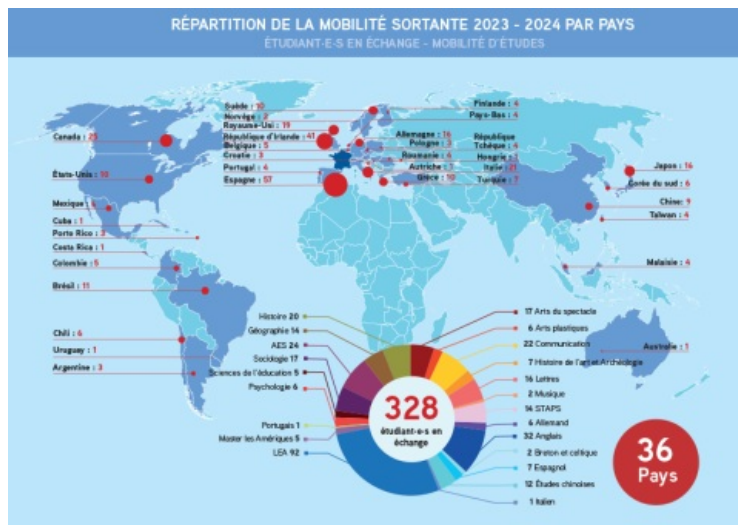 RÉPARTITION DE LA MOBILITÉ SORTANTE 2023 - 2024 PAR PAYS
ÉTUDIANT·E·S EN ÉCHANGE - MOBILITÉ D'ÉTUDES
Suède : 10
Norvège : 2
Royaume-Uni : 19
République d'Irlande : 41
Belgique : 5
Croatie : 3
Portugal : 4
Espagne : 57
Finlande : 4
Pays-Bas : 4
Allemagne : 16
Pologne : 3
Roumanie : 4
Autriche :
Grèce : 10
République
Tchèque : 4
Hongrie : 1
Italie : 21
Turquie : 7
Canada :
États-Unis : 10
Mexique :
Cuba : 1
Porto Rico : 3
Costa Rica : 1
Colombie : 5
Brésil : 11
Chili : 6
Uruguay : 1
Argentine : 3
Japon : 16
Corée du sud : 6
Chine : 9
Taiwan : 4
Malaisie : 4
Australie : 1
Histoire 20
Géographie 14
AES 24
Sociologie 17
Sciences de l'éducation 5
Psychologie 6
Portugais 1
Master les Amériques 5
LEA 92
17 Arts du spectacle
6 Arts plastiques
22 Communication
7 Histoire de l'art et Archéologie
16 Lettres
2 Musique
14 STAPS
6 Allemand
32 Anglais
2 Breton et celtique
7 Espagnol
12 Études chinoises
1 Italien
328
étudiant·e·s en
échange
36
Pays